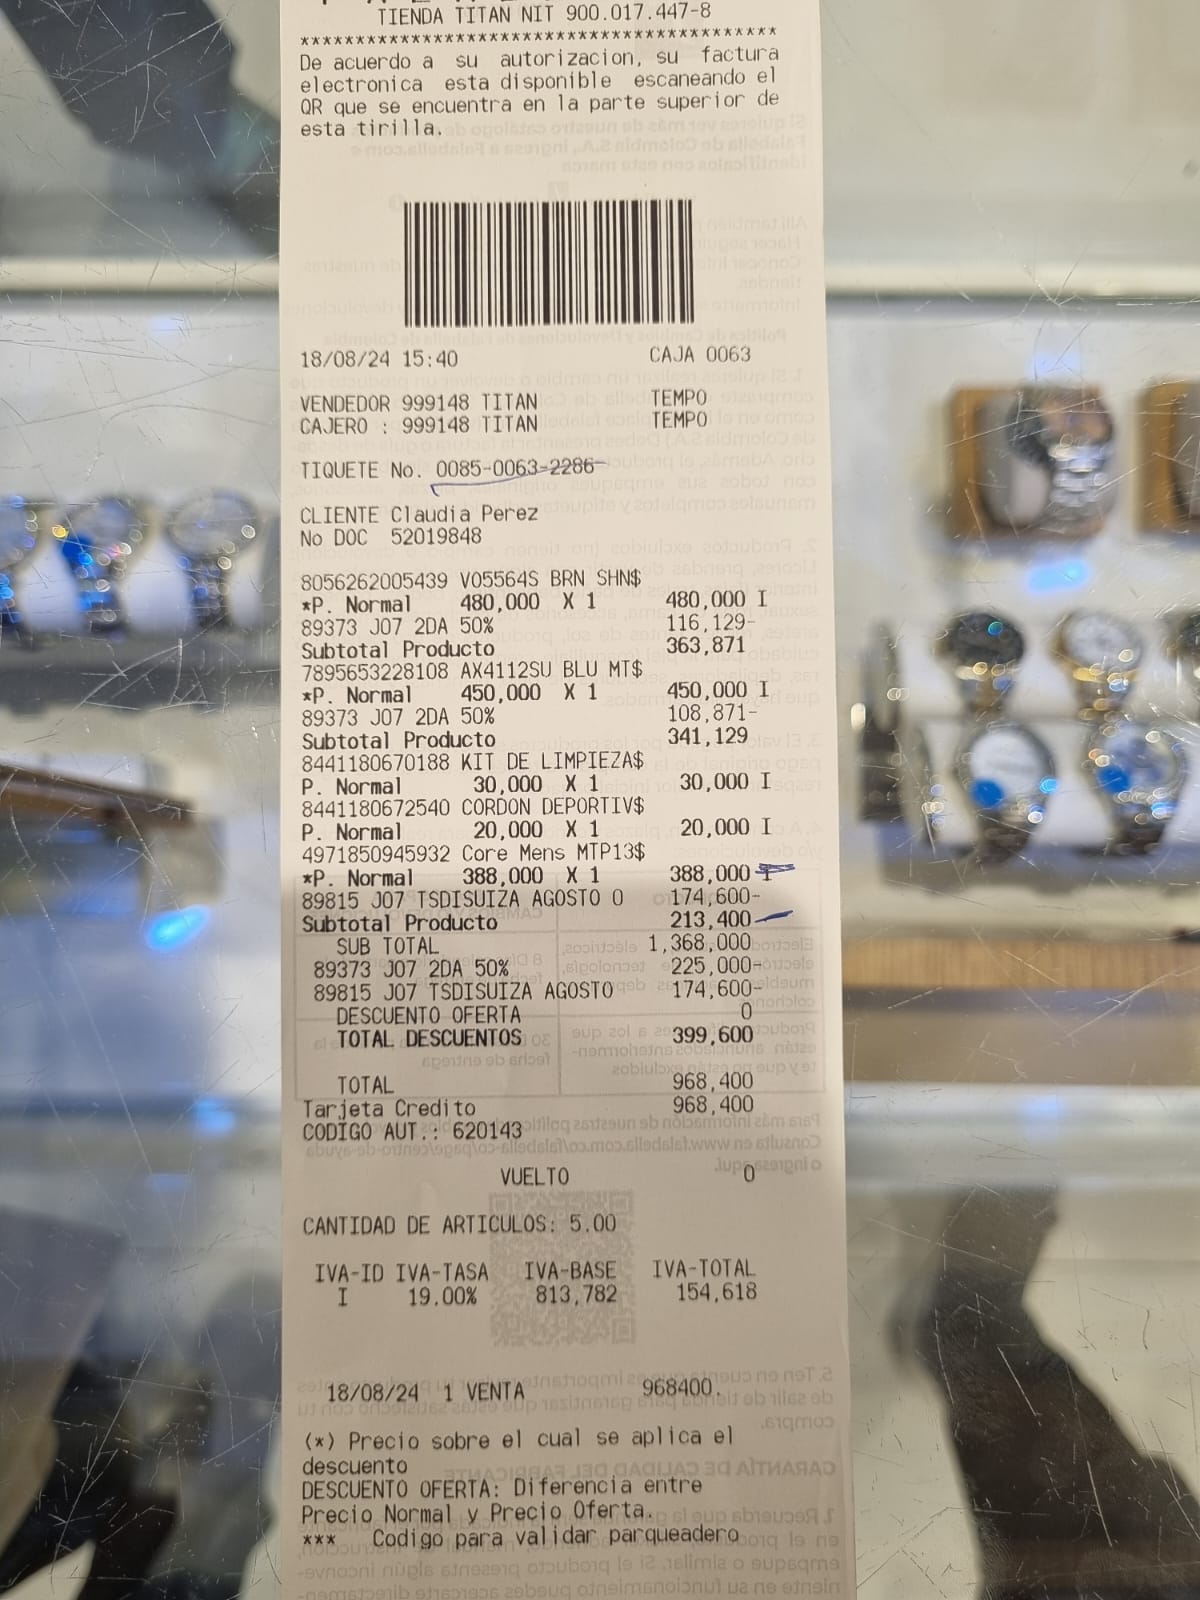 TIENDA TITAN NIT 900.017.447-8
*******************************************
De acuerdo a su autorizacion, su factura
electronica esta disponible escaneando el
QR que se encuentra en la parte superior de
esta tirilla.
18/08/24 15:40 CAJA 0063
VENDEDOR 999148 TITAN TEMPO
CAJERO : 999148 TITAN TEMPO
TIQUETE No. 0085-0063-2286
CLIENTE Claudia Perez
No DOC 52019848
8056262005439 VO5564S BRN SHN$
*P. Normal 480,000 X 1 480,000 I
89373 J07 2DA 50% 116,129-
Subtotal Producto 363,871
7895653228108 AX4112SU BLU MT$
*P. Normal 450,000 X 1 450,000 I
89373 J07 2DA 50% 108,871-
Subtotal Producto 341,129
8441180670188 KIT DE LIMPIEZA$
P. Normal 30,000 X 1 30,000 I
8441180672540 CORDON DEPORTIV$
P. Normal 20,000 X 1 20,000 I
4971850945932 Core Mens MTP13$
*P. Normal 388,000 X 1 388,000 I
89815 J07 TSDISUIZA AGOSTO 0 174,600-
Subtotal Producto 213,400
SUB TOTAL 1,368,000
89373 J07 2DA 50% 225,000-
89815 J07 TSDISUIZA AGOSTO 174,600-
DESCUENTO OFERTA 0
TOTAL DESCUENTOS 399,600
TOTAL 968,400
Tarjeta Credito 968,400
CODIGO AUT.: 620143
VUELTO 0
CANTIDAD DE ARTICULOS: 5.00
IVA-ID IVA-TASA IVA-BASE IVA-TOTAL
I 19.00% 813,782 154,618
18/08/24 1 VENTA 968400.
(*) Precio sobre el cual se aplica el
descuento
DESCUENTO OFERTA: Diferencia entre
Precio Normal y Precio Oferta.
*** Codigo para validar parqueadero